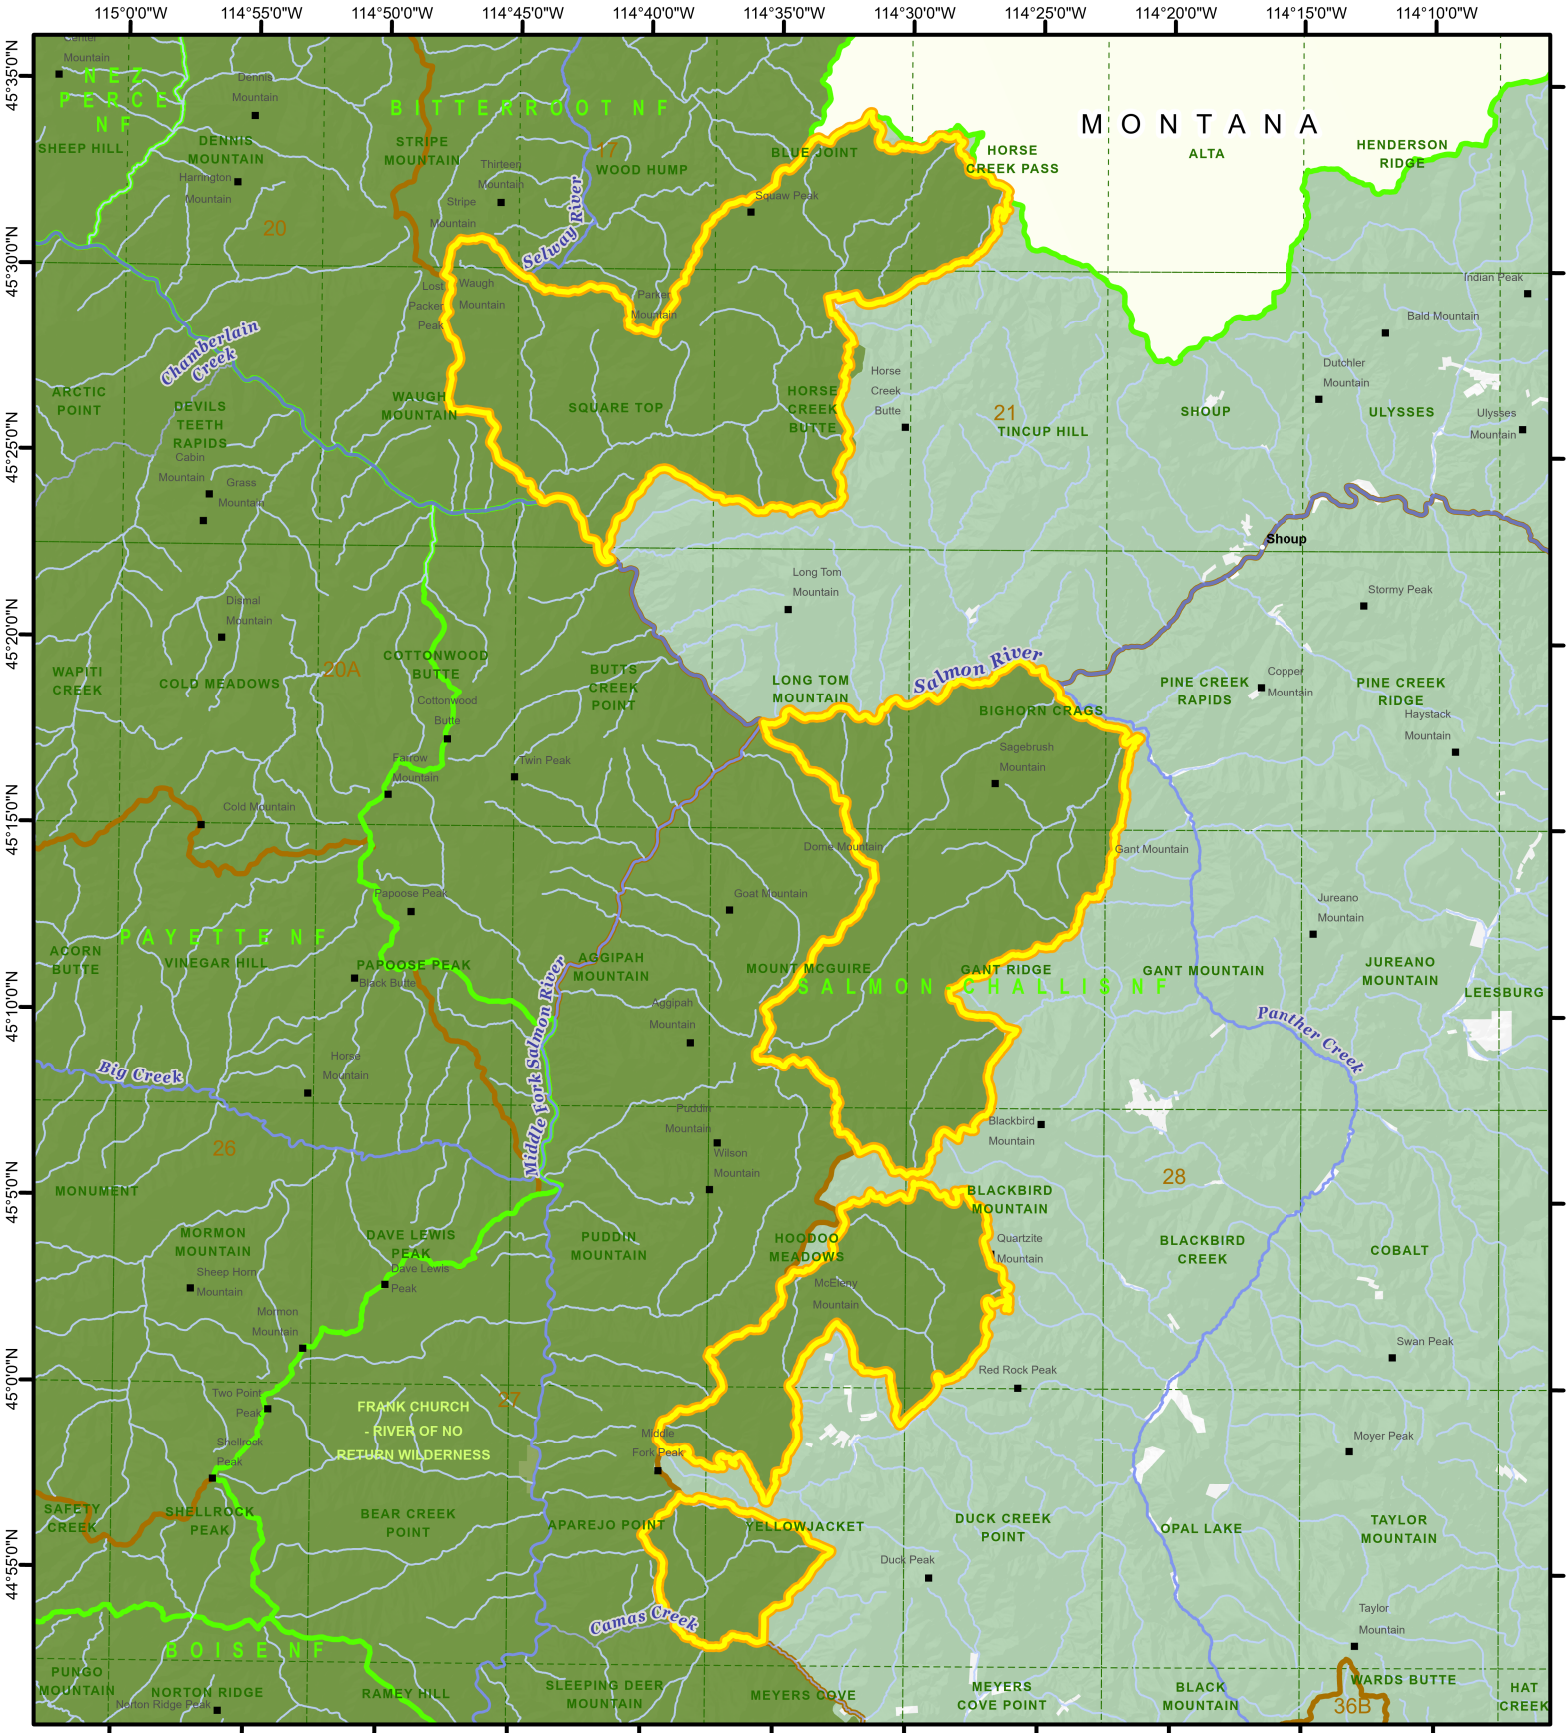 115°0'0"W
114°55'0"W
114°50'0"W
114°45'0"W
114°40'0"W
114°35'0"W
114°30'0"W
114°25'0"W
114°20'0"W
114°15'0"W
114°10'0"W
45°35'0"N
45°30'0"N
45°25'0"N
45°20'0"N
45°15'0"N
45°10'0"N
45°5'0"N
45°0'0"N
44°55'0"N
Center
Mountain
NEZ
PERCE
NF
SHEEP HILL
Dennis
Mountain
DENNIS
MOUNTAIN
Harrington
Mountain
20
BITTERROOT NF
STRIPE
MOUNTAIN
Thirteen
Mountain
Stripe
Mountain
17
WOOD HUMP
Selway River
BLUE JOINT
Squaw Peak
MONTANA
ALTA
HORSE
CREEK PASS
HENDERSON
RIDGE
Indian Peak
Bald Mountain
Lost
Packer
Peak
Waugh
Mountain
Parker
Mountain
Chamberlain
Creek
ARCTIC
POINT
DEVILS
TEETH
RAPIDS
WAUGH
MOUNTAIN
SQUARE TOP
HORSE
CREEK
BUTTE
Horse
Creek
Butte
21
TINCUP HILL
SHOUP
Dutchler
Mountain
ULYSSES
Ulysses
Mountain
Cabin
Mountain
Grass
Mountain
Shoup
Dismal
Mountain
Long Tom
Mountain
Stormy Peak
WAPITI
CREEK
COLD MEADOWS
20A
COTTONWOOD
BUTTE
Cottonwood
Butte
BUTTS
CREEK
POINT
LONG TOM
MOUNTAIN
Salmon River
BIGHORN CRAGS
PINE CREEK
RAPIDS
Copper
Mountain
PINE CREEK
RIDGE
Haystack
Mountain
Farrow
Mountain
Twin Peak
Sagebrush
Mountain
Cold Mountain
Dome Mountain
Gant Mountain
Papoose Peak
Goat Mountain
Jureano
Mountain
PAYETTE NF
ACORN
BUTTE
VINEGAR HILL
PAPOOSE PEAK
Black Butte
AGGIPAH
MOUNTAIN
MOUNT MCGUIRE
GANT RIDGE
SALMON-CHALLIS NF
GANT MOUNTAIN
JUREANO
MOUNTAIN
LEESBURG
Aggipah
Mountain
Panther Creek
Middle Fork Salmon River
Big Creek
Horse
Mountain
Puddin
Mountain
Wilson
Mountain
Blackbird
Mountain
26
28
MONUMENT
BLACKBIRD
MOUNTAIN
MORMON
MOUNTAIN
DAVE LEWIS
PEAK
PUDDIN
MOUNTAIN
HOODOO
MEADOWS
Quartzite
Mountain
BLACKBIRD
CREEK
COBALT
Sheep Horn
Mountain
Dave Lewis
Peak
McEleny
Mountain
Mormon
Mountain
Swan Peak
Red Rock Peak
Two Point
Peak
FRANK CHURCH
- RIVER OF NO
RETURN WILDERNESS
27
Shellrock
Peak
Middle
Fork Peak
Moyer Peak
SAFETY
CREEK
SHELLROCK
PEAK
BEAR CREEK
POINT
APAREJO POINT
YELLOWJACKET
DUCK CREEK
POINT
OPAL LAKE
TAYLOR
MOUNTAIN
Duck Peak
Camas Creek
Taylor
Mountain
BOISE NF
PUNGO
MOUNTAIN
NORTON RIDGE
Norton Ridge Peak
RAMEY HILL
SLEEPING DEER
MOUNTAIN
MEYERS COVE
MEYERS
COVE POINT
BLACK
MOUNTAIN
WARDS BUTTE
36B
HAT
CREEK